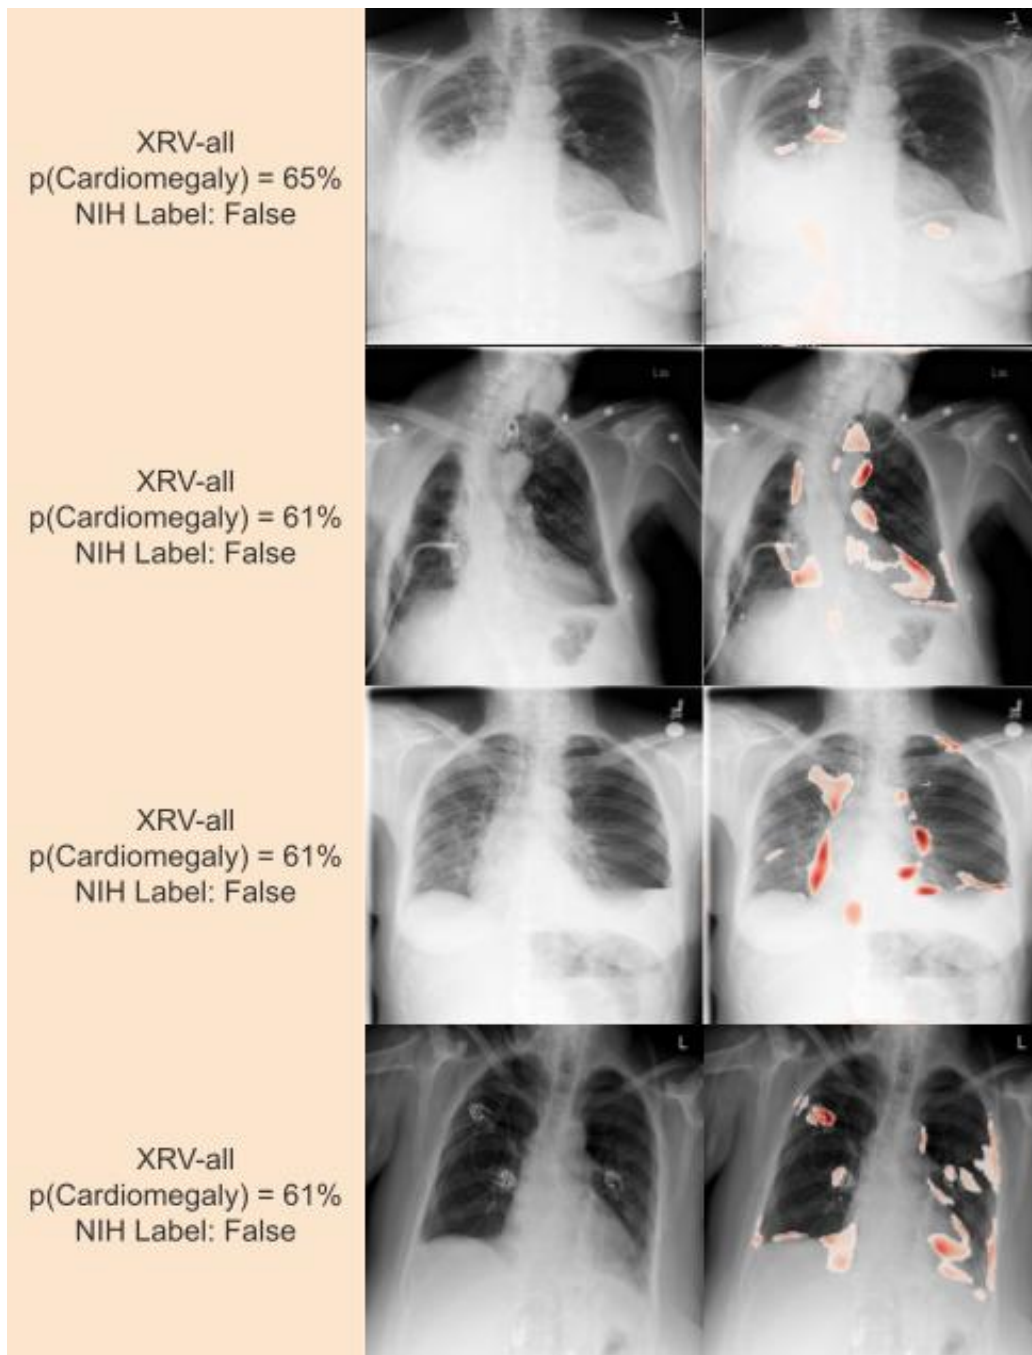 XRV-all
p(Cardiomegaly) = 65%
NIH Label: False
L
L
XRV-all
p(Cardiomegaly) = 61%
NIH Label: False
XRV-all
p(Cardiomegaly) = 61%
NIH Label: False
L
L
XRV-all
p(Cardiomegaly) = 61%
NIH Label: False
L
L